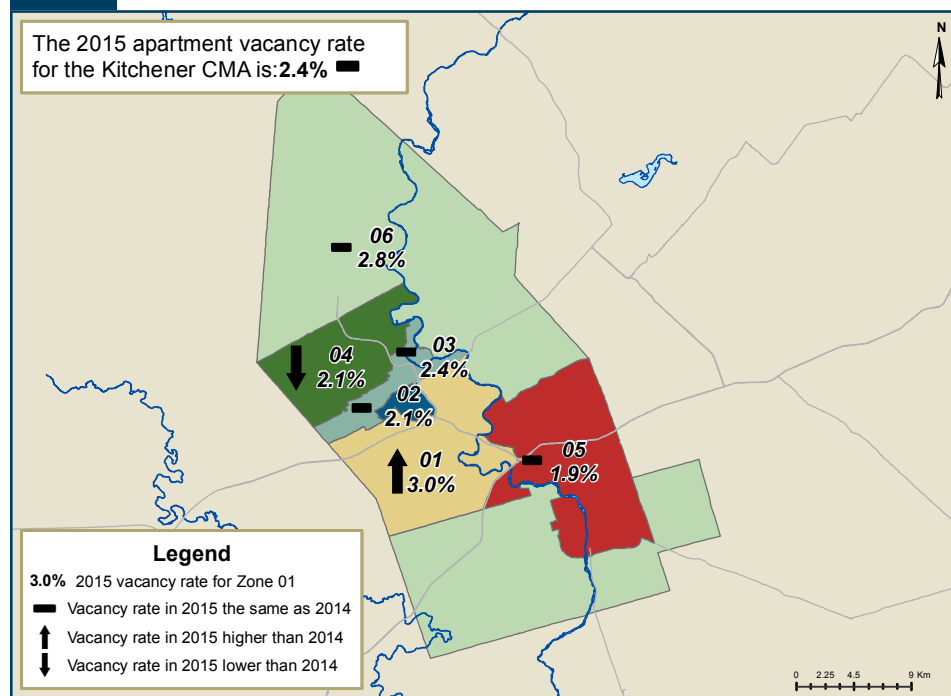 The 2015 apartment vacancy rate
for the Kitchener CMA is:2.4%
N
06
2.8%
03
2.4%
04
2.1%
02
2.1%
01
3.0%
05
1.9%
Legend
3.0% 2015 vacancy rate for Zone 01
Vacancy rate in 2015 the same as 2014
Vacancy rate in 2015 higher than 2014
Vacancy rate in 2015 lower than 2014
0 2.25 4.5 9 Km